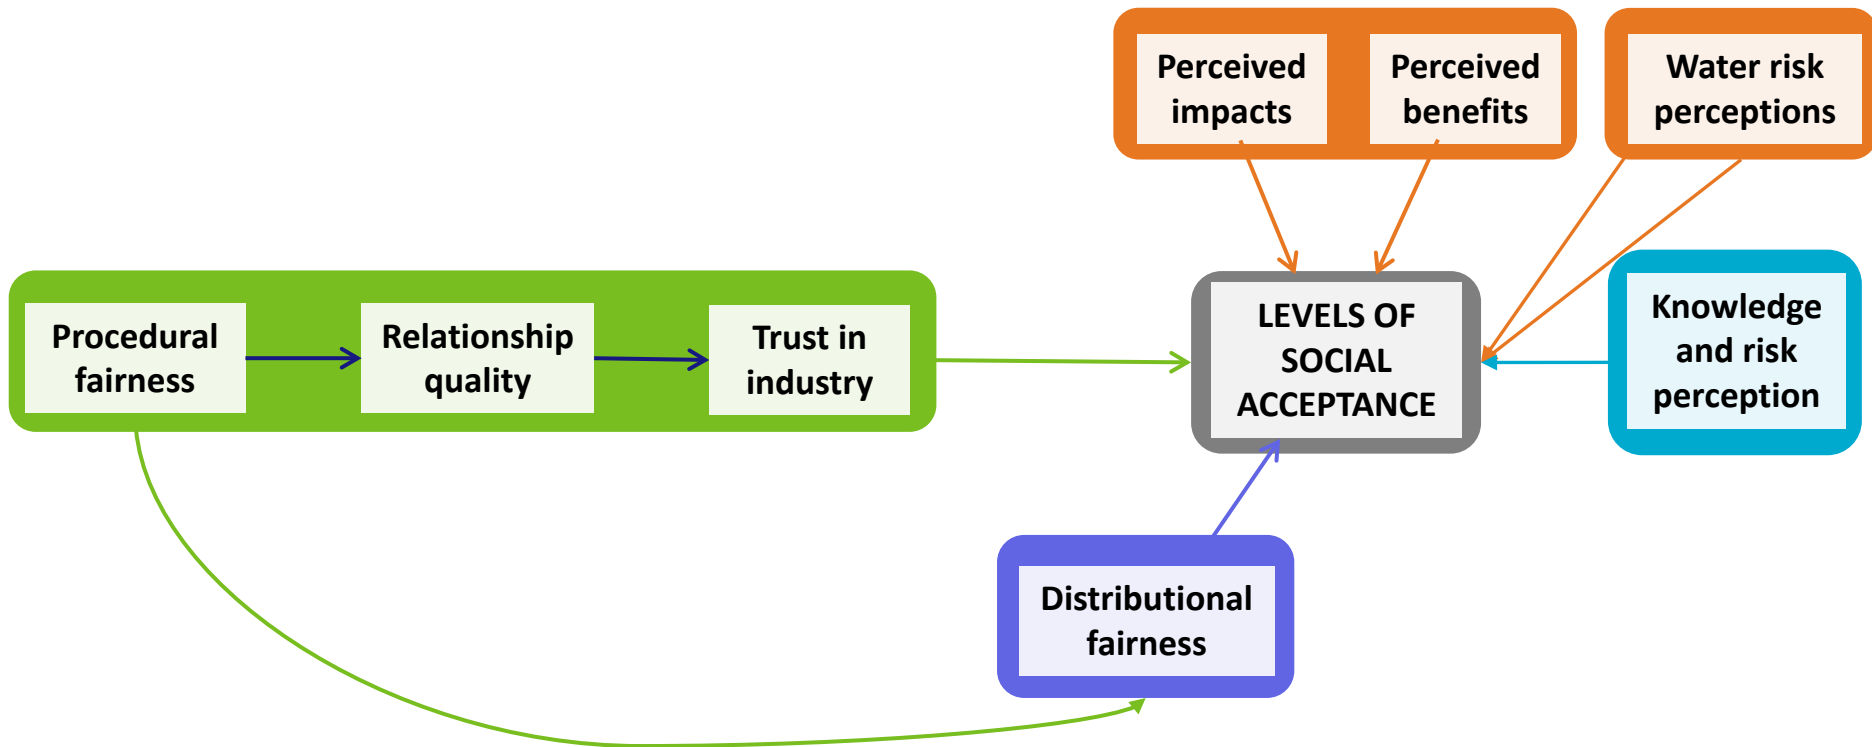 Perceived
impacts
Perceived
benefits
Water risk
perceptions
Procedural
fairness
Relationship
quality
Trust in
industry
LEVELS OF
SOCIAL
ACCEPTANCE
Knowledge
and risk
perception
Distributional
fairness